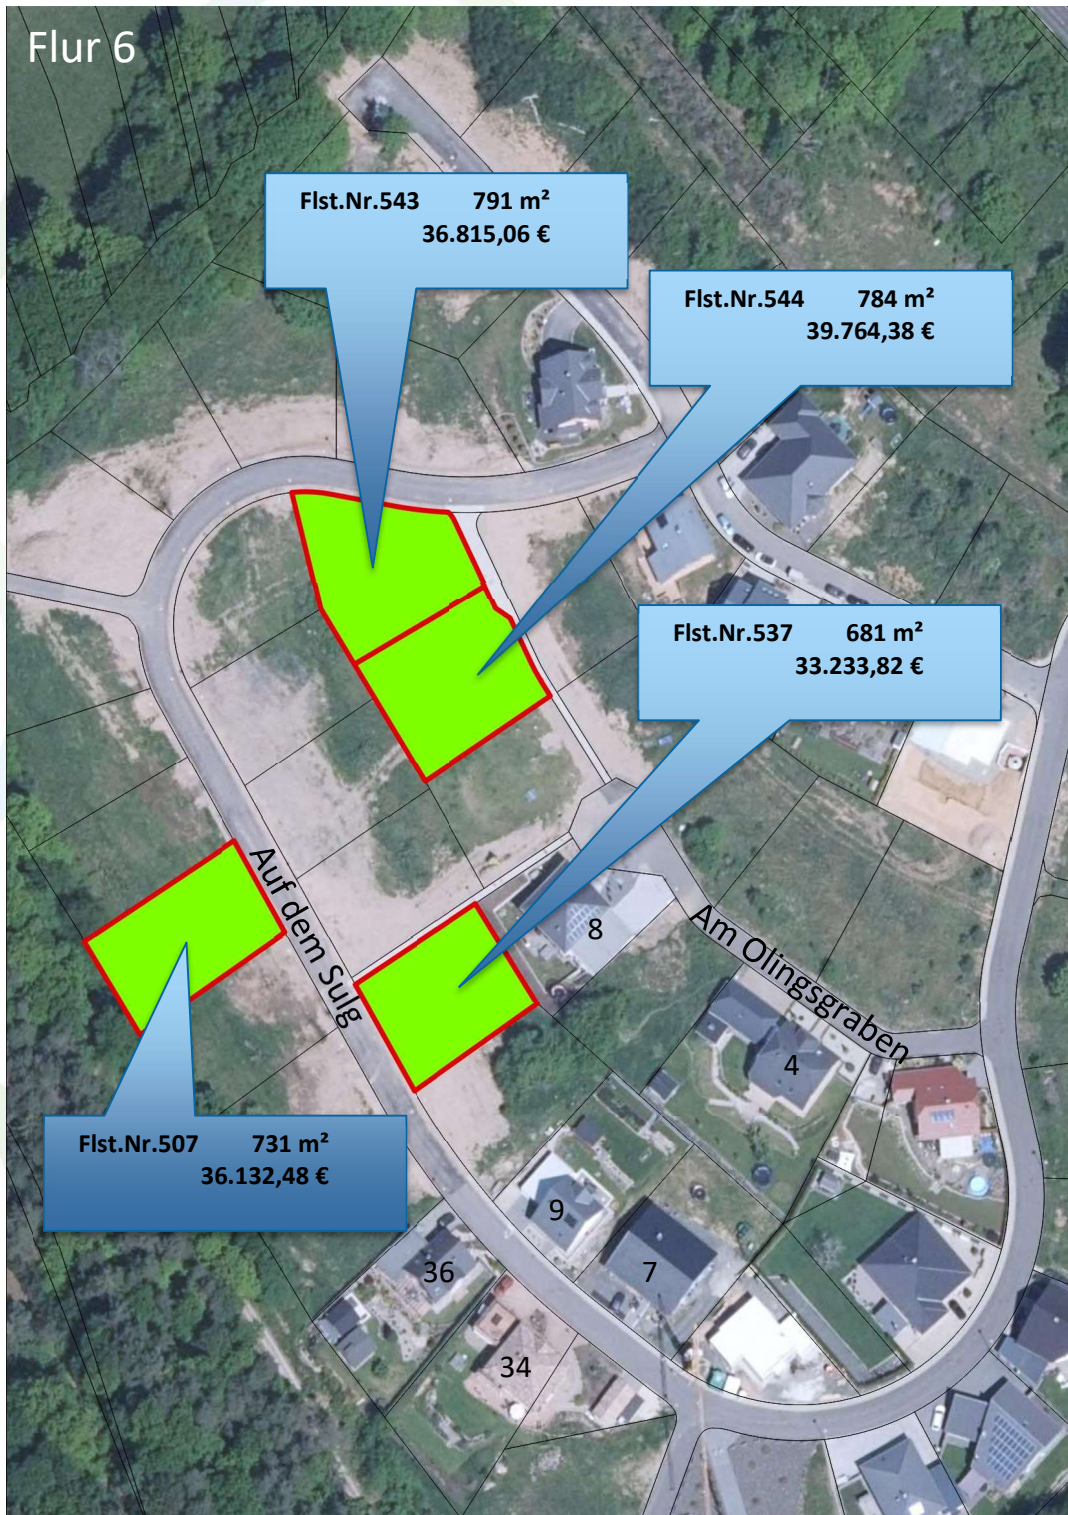 Flur 6
Flst.Nr.543 791 m²
36.815,06 €
Flst.Nr.544 784 m²
39.764,38 €
Flst.Nr.537 681 m²
33.233,82 €
Auf dem Sulg
8
Am Olingsgraben
4
Flst.Nr.507 731 m²
36.132,48 €
9
7
36
34